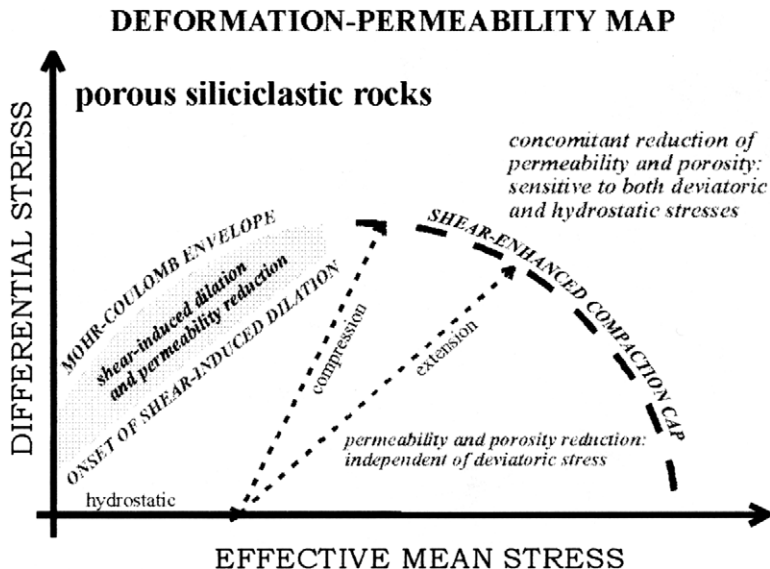 DEFORMATION-PERMEABILITY MAP
porous siliciclastic rocks
concomitant reduction of
permeability and porosity:
sensitive to both deviatoric
and hydrostatic stresses
DIFFERENTIAL STRESS
MOHR-COULOMB ENVELOPE
shear-induced dilation
and permeability reduction
ONSET OF SHEAR-INDUCED DILATION
SHEAR-ENHANCED COMPACTION CAP
compression
extension
permeability and porosity reduction:
independent of deviatoric stress
hydrostatic
EFFECTIVE MEAN STRESS